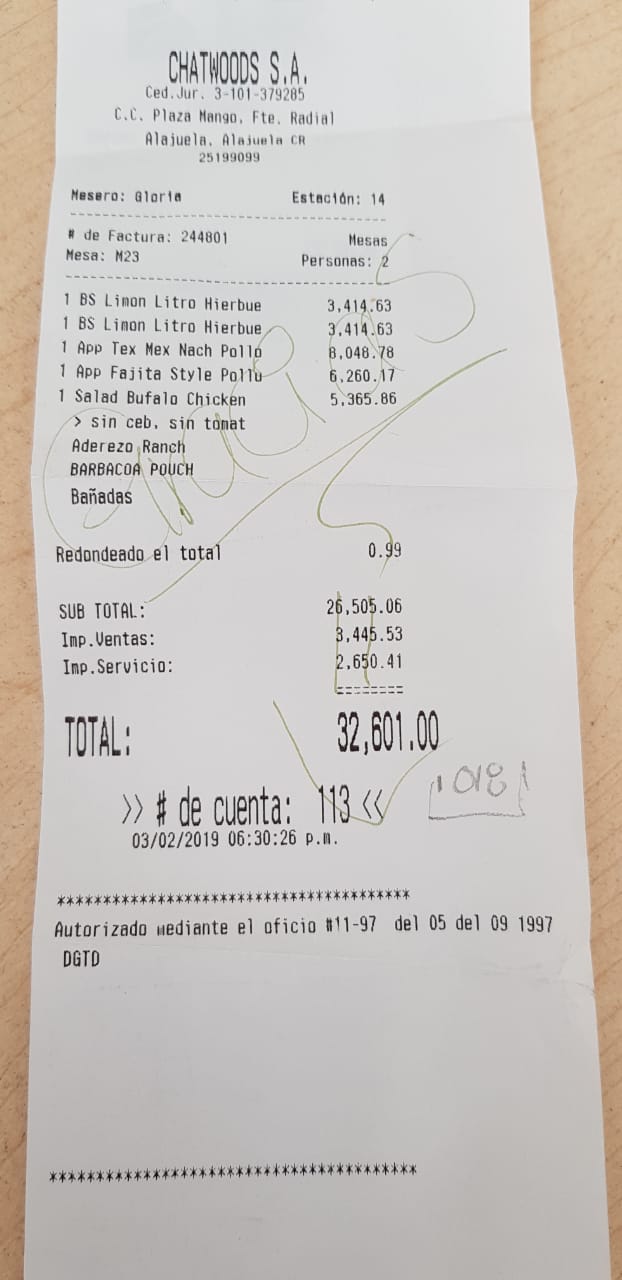 CHATWOODS S.A.
Ced.Jur. 3-101-379285
C.C. Plaza Mango, Fte. Radial
Alajuela, Alajuela CR
25199099
Mesero: Gloria Estación: 14
# de Factura: 244801 Mesas
Mesa: M23 Personas: 2
1 BS Limon Litro Hierbue 3,414.63
1 BS Limon Litro Hierbue 3,414.63
1 App Tex Mex Nach Pollo 8,048.78
1 App Fajita Style Pollo 6,260.17
1 Salad Bufalo Chicken 5,365.86
> sin ceb, sin tomat
Aderezo Ranch
BARBACOA POUCH
Bañadas
Gracias
Redondeado el total 0.99
SUB TOTAL: 26,505.06
Imp.Ventas: 3,445.53
Imp.Servicio: 2,650.41
========
TOTAL: 32,601.00
>> # de cuenta: 113 <<
03/02/2019 06:30:26 p.m.
****************************************
Autorizado mediante el oficio #11-97 del 05 del 09 1997
DGTD
****************************************